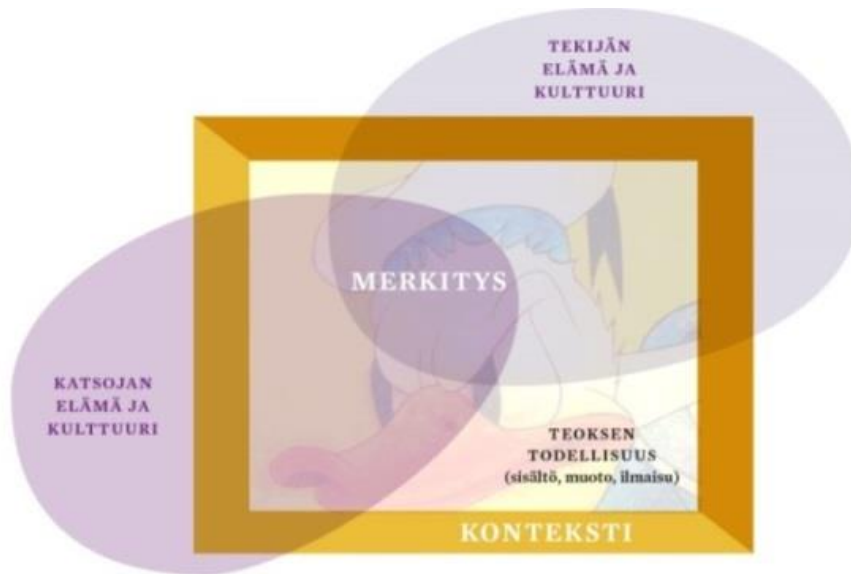 TEKIJÄN
ELÄMÄ JA
KULTTUURI
MERKITYS
KATSOJAN
ELÄMÄ JA
KULTTUURI
TEOKSEN
TODELLISUUS
(sisältö, muoto, ilmaisu)
KONTEKSTI